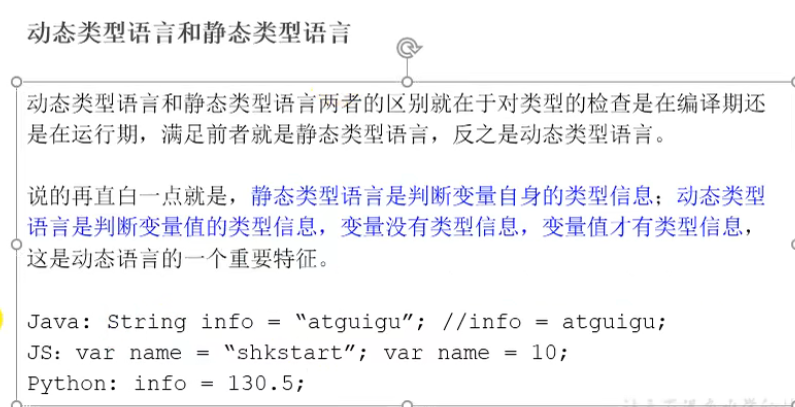 动态类型语言和静态类型语言
动态类型语言和静态类型语言两者的区别就在于对类型的检查是在编译期还
是在运行期，满足前者就是静态类型语言，反之是动态类型语言。
说的再直白一点就是，静态类型语言是判断变量自身的类型信息；动态类型
语言是判断变量值的类型信息，变量没有类型信息，变量值才有类型信息，
这是动态语言的一个重要特征。
Java: String info = “atguigu”; //info = atguigu;
JS: var name = “shkstart”; var name = 10;
Python: info = 130.5;